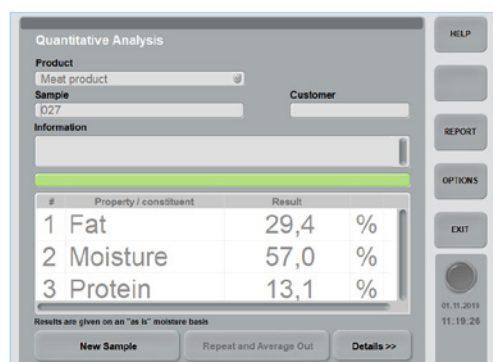 Quantitative Analysis
HELP
Product
Meat product
Sample
Customer
027
Information
REPORT
OPTIONS
# Property / constituent Result
1 Fat 29,4 %
2 Moisture 57,0 %
3 Protein 13,1 %
EXIT
Results are given on an "as is" moisture basis
01.11.2019
11:19:26
New Sample
Repeat and Average Out
Details >>